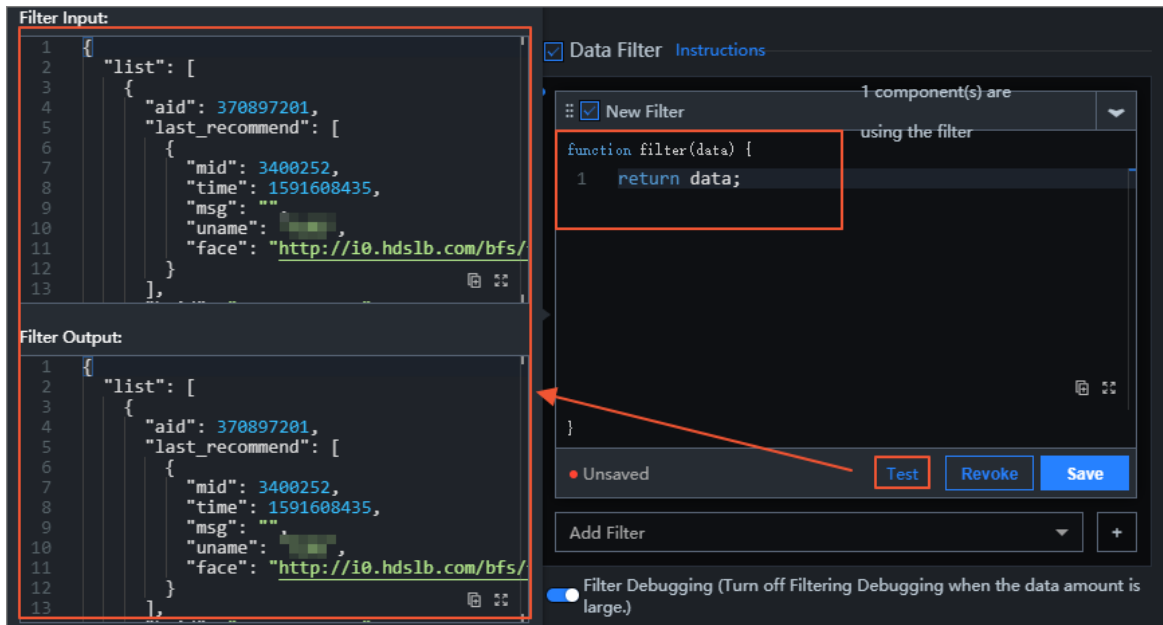 Filter Input:
1 {
2 "list": [
3 {
4 "aid": 370897201,
5 "last_recommend": [
6 {
7 "mid": 3400252,
8 "time": 1591608435,
9 "msg": "",
10 "uname": ,
11 "face": "http://i0.hdslb.com/bfs/
12 }
13 ],
Filter Output:
1 {
2 "list": [
3 {
4 "aid": 370897201,
5 "last_recommend": [
6 {
7 "mid": 3400252,
8 "time": 1591608435,
9 "msg": "",
10 "uname": ,
11 "face": "http://i0.hdslb.com/bfs/
12 }
13 ],
Data Filter Instructions
New Filter
1 component(s) are
using the filter
function filter(data) {
1 return data;
}
Unsaved
Test
Revoke
Save
Add Filter
+
Filter Debugging (Turn off Filtering Debugging when the data amount is
large.)